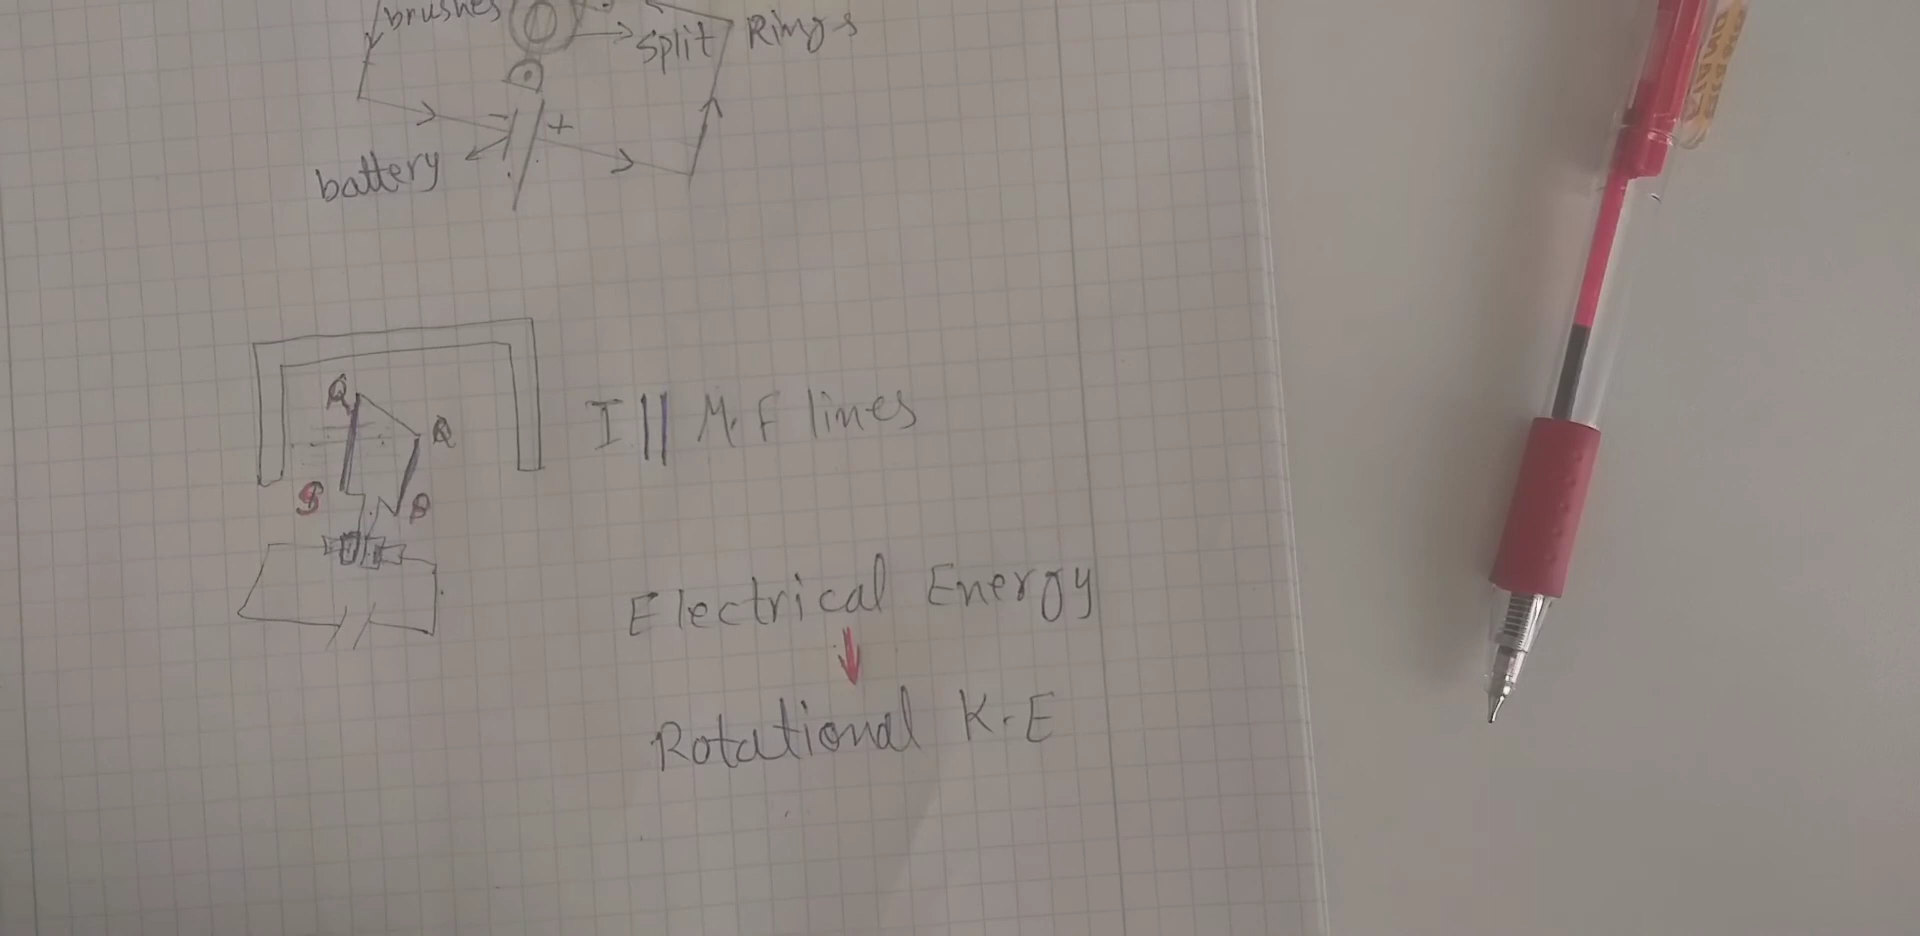 brushes
Split Rings
- +
battery
Q
R
I || M.F lines
S
Electrical Energy
Rotational K.E